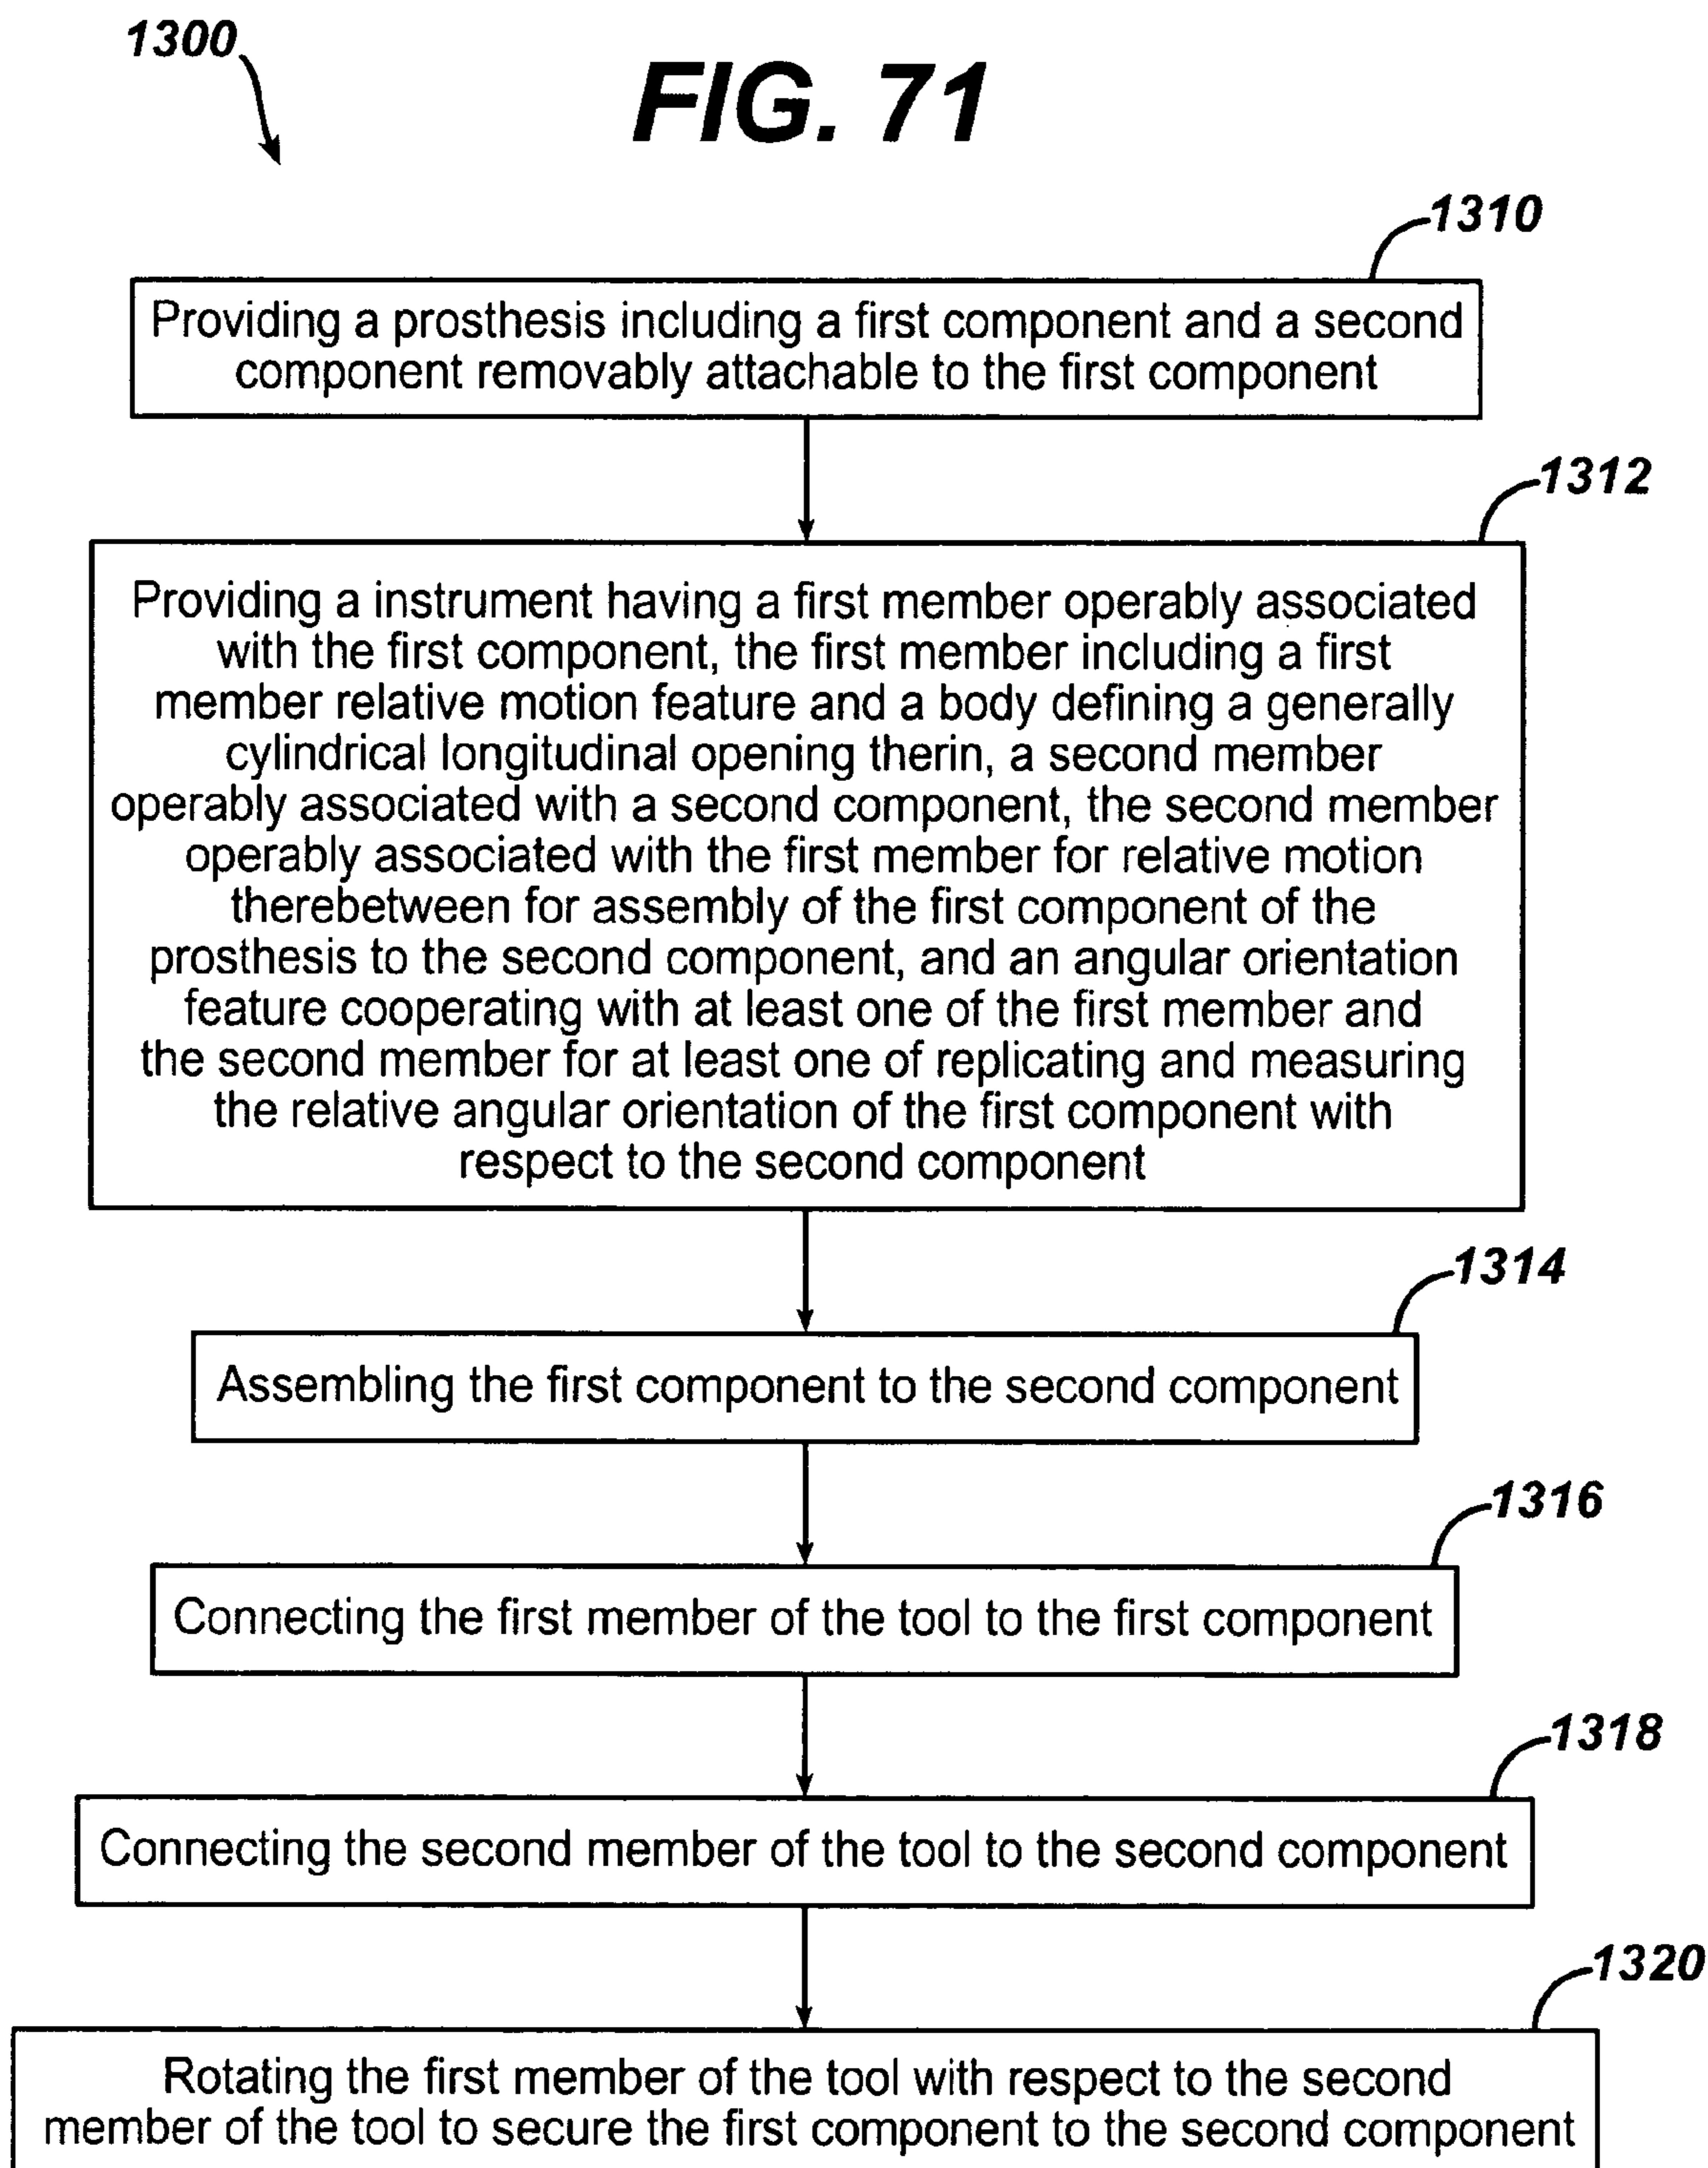 1300
FIG. 71
1310
Providing a prosthesis including a first component and a second
component removably attachable to the first component
1312
Providing a instrument having a first member operably associated
with the first component, the first member including a first
member relative motion feature and a body defining a generally
cylindrical longitudinal opening therin, a second member
operably associated with a second component, the second member
operably associated with the first member for relative motion
therebetween for assembly of the first component of the
prosthesis to the second component, and an angular orientation
feature cooperating with at least one of the first member and
the second member for at least one of replicating and measuring
the relative angular orientation of the first component with
respect to the second component
1314
Assembling the first component to the second component
1316
Connecting the first member of the tool to the first component
1318
Connecting the second member of the tool to the second component
1320
Rotating the first member of the tool with respect to the second
member of the tool to secure the first component to the second component